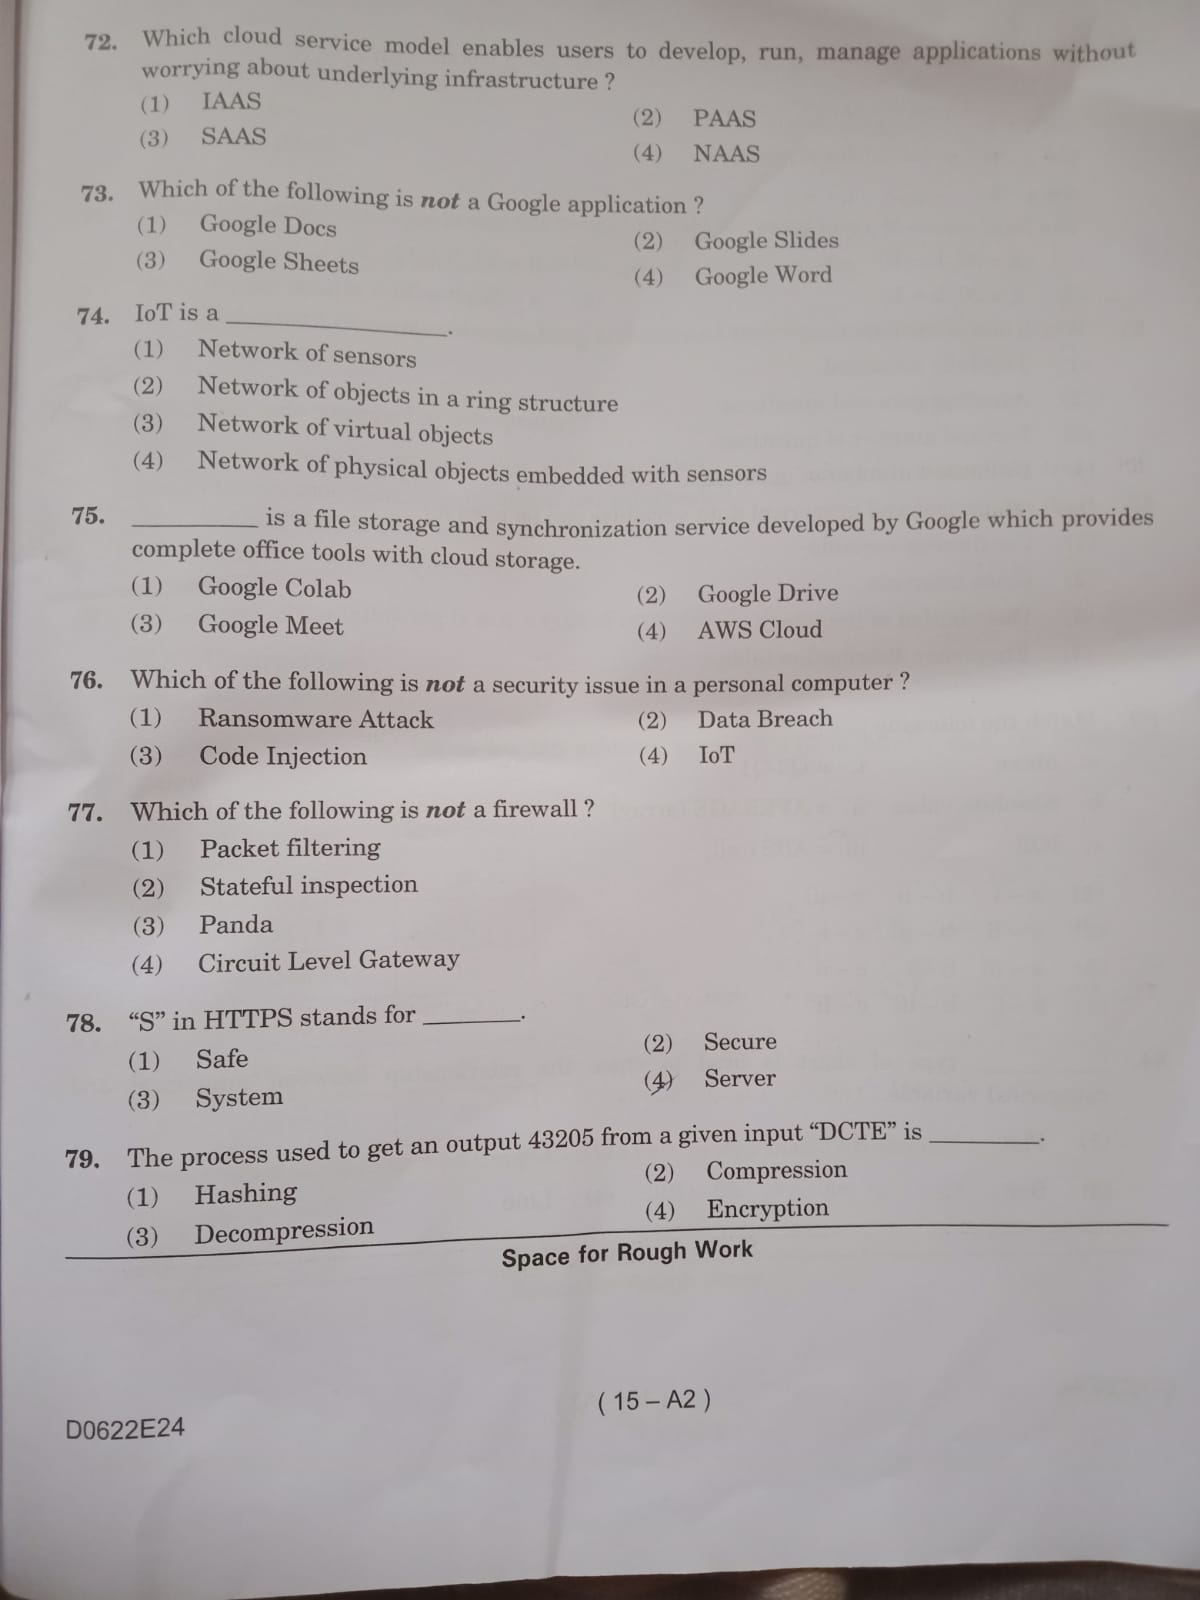 72. Which cloud service model enables users to develop, run, manage applications without
worrying about underlying infrastructure ?
(1) IAAS
(2) PAAS
(3) SAAS
(4) NAAS
73. Which of the following is not a Google application ?
(1) Google Docs
(2) Google Slides
(3) Google Sheets
(4) Google Word
74. IoT is a ____________.
(1) Network of sensors
(2) Network of objects in a ring structure
(3) Network of virtual objects
(4) Network of physical objects embedded with sensors
75. ________ is a file storage and synchronization service developed by Google which provides
complete office tools with cloud storage.
(1) Google Colab
(2) Google Drive
(3) Google Meet
(4) AWS Cloud
76. Which of the following is not a security issue in a personal computer ?
(1) Ransomware Attack
(2) Data Breach
(3) Code Injection
(4) IoT
77. Which of the following is not a firewall ?
(1) Packet filtering
(2) Stateful inspection
(3) Panda
(4) Circuit Level Gateway
78. “S” in HTTPS stands for ______.
(1) Safe
(2) Secure
(3) System
(4) Server
79. The process used to get an output 43205 from a given input “DCTE” is _______.
(1) Hashing
(2) Compression
(3) Decompression
(4) Encryption
Space for Rough Work
( 15 – A2 )
D0622E24